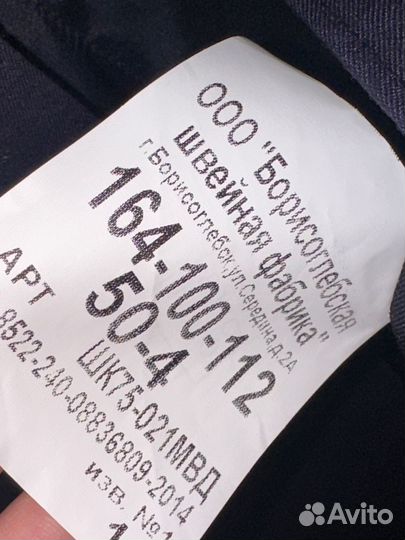 ООО "Борисоглебская
швейная фабрика"
г.Борисоглебск,ул.Середина,д.2А
164-100-112
50-4
АРТ ШК75-021МВД
8522-240-08836809-2014
изв. №1
Avito